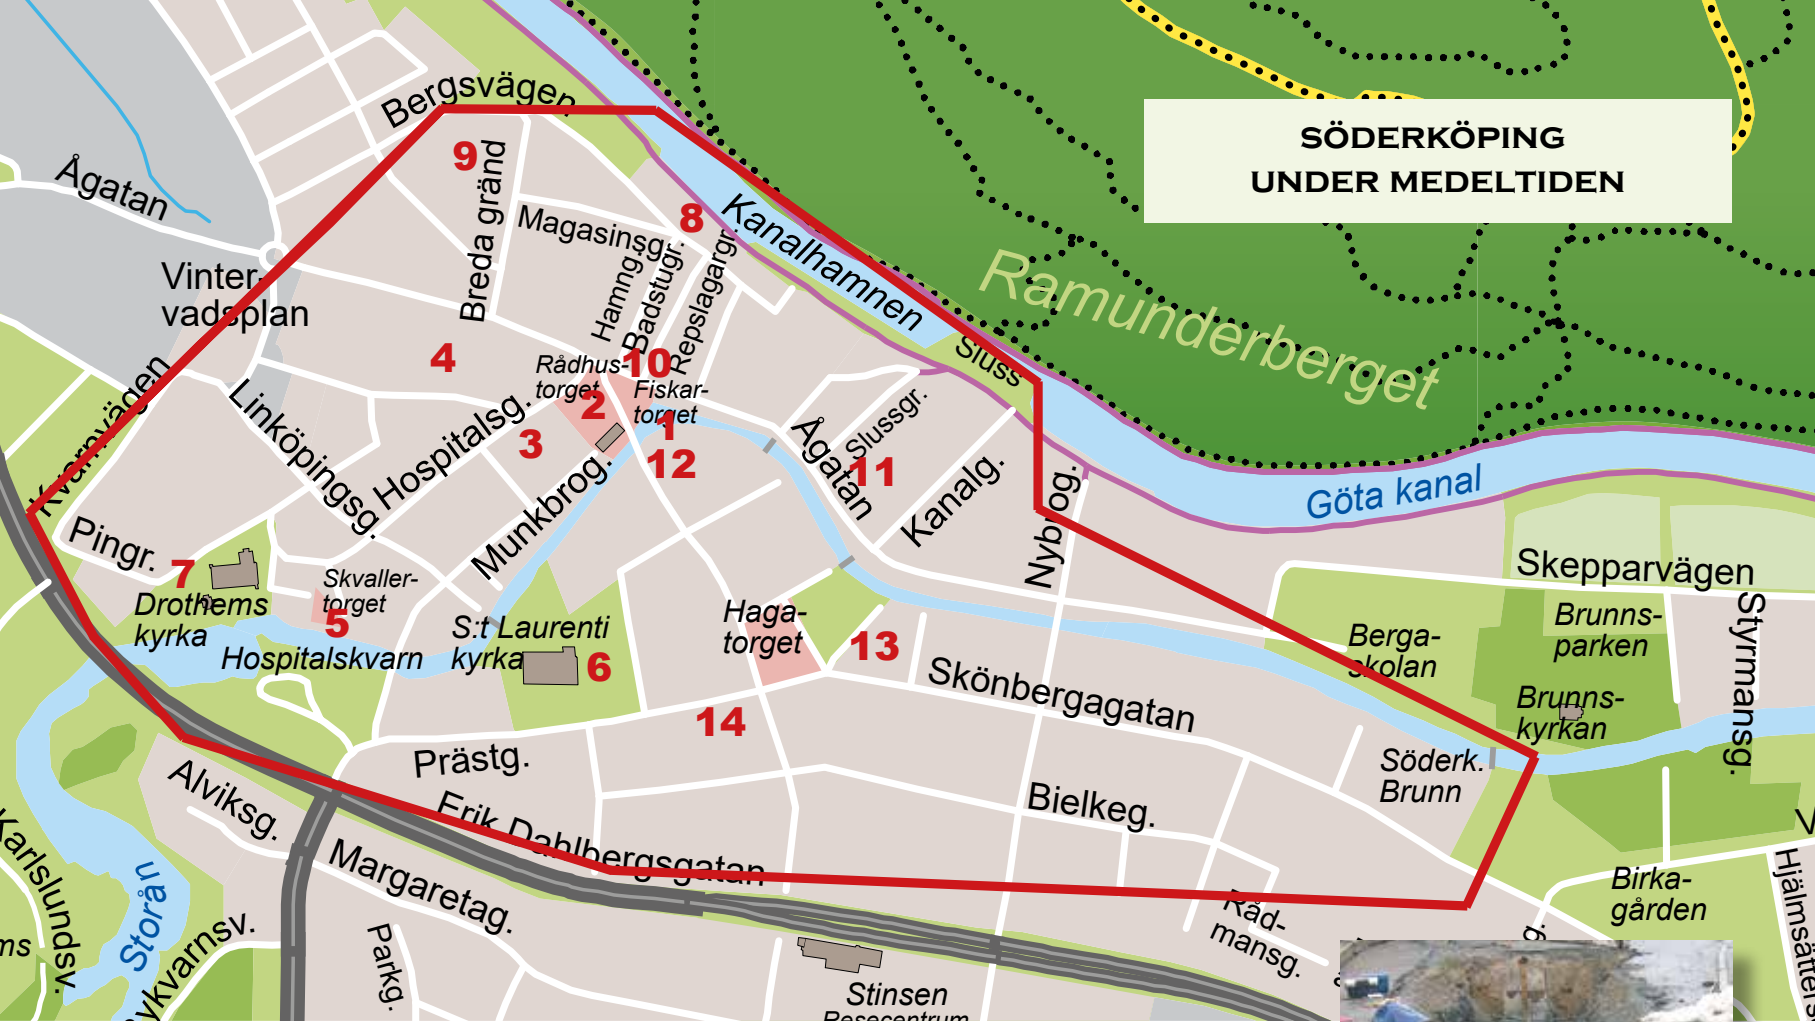 SÖDERKÖPING
UNDER MEDELTIDEN
Bergsvägen
9
Ågatan
Breda gränd
Magasinsgr.
8
Kanalhamnen
Vinter-
vadsplan
Hamng.
Badstugr.
Repslagargr.
Ramunderberget
4
Rådhus-
torget
10
Sluss
Fiskar-
torget
2
1
Kvarnvägen
Linköpingsg.
Hospitalsg.
3
12
Ågatan
Slussgr.
11
Kanalg.
Nybrog.
Göta kanal
Munkbrog.
Pingr.
7
Drothems
kyrka
Skvaller-
torget
5
Hospitalskvarn
S:t Laurenti
kyrka
6
Haga-
torget
13
Skepparvägen
Brunns-
parken
Styrmansg.
Berga-
skolan
Brunns-
kyrkan
Skönbergagatan
14
Prästg.
Söderk.
Brunn
Bielkeg.
Alviksg.
Erik Dahlbergsgatan
Margaretag.
Karlslundsv.
Storån
Råd-
mansg.
Birka-
gården
Parkg.
Stinsen
Resecentrum